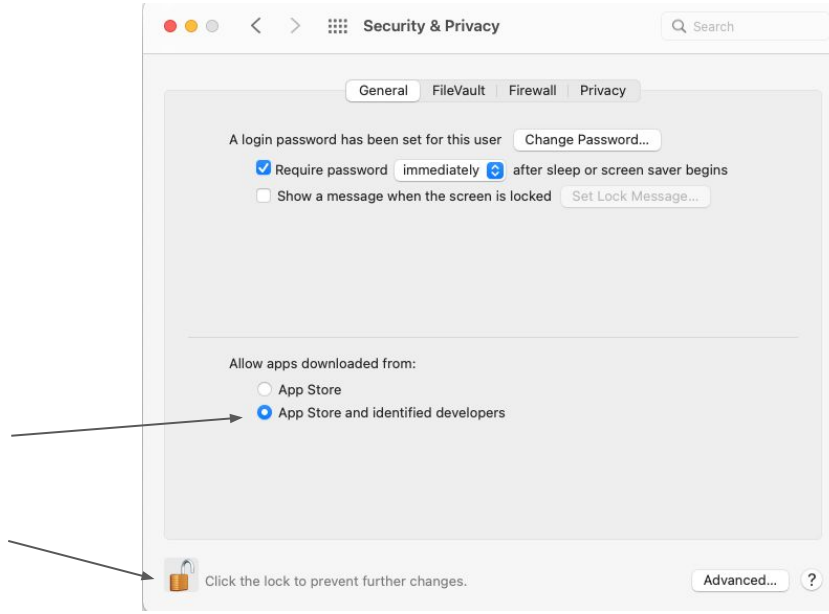 Security & Privacy
Search
General FileVault Firewall Privacy
A login password has been set for this user Change Password...
Require password immediately after sleep or screen saver begins
Show a message when the screen is locked Set Lock Message...
Allow apps downloaded from:
App Store
App Store and identified developers
Click the lock to prevent further changes.
Advanced... ?